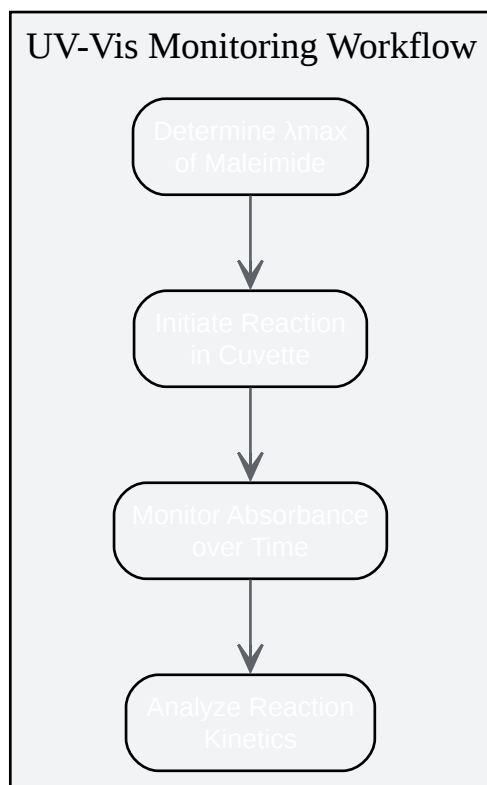 UV-Vis Monitoring Workflow
Determine λmax
of Maleimide
Initiate Reaction
in Cuvette
Monitor Absorbance
over Time
Analyze Reaction
Kinetics